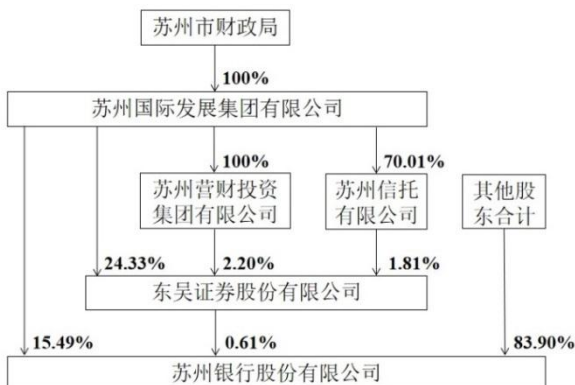 苏州市财政局
100%
苏州国际发展集团有限公司
100%
70.01%
苏州营财投资
集团有限公司
苏州信托
有限公司
其他股
东合计
24.33%
2.20%
1.81%
东吴证券股份有限公司
15.49%
0.61%
83.90%
苏州银行股份有限公司